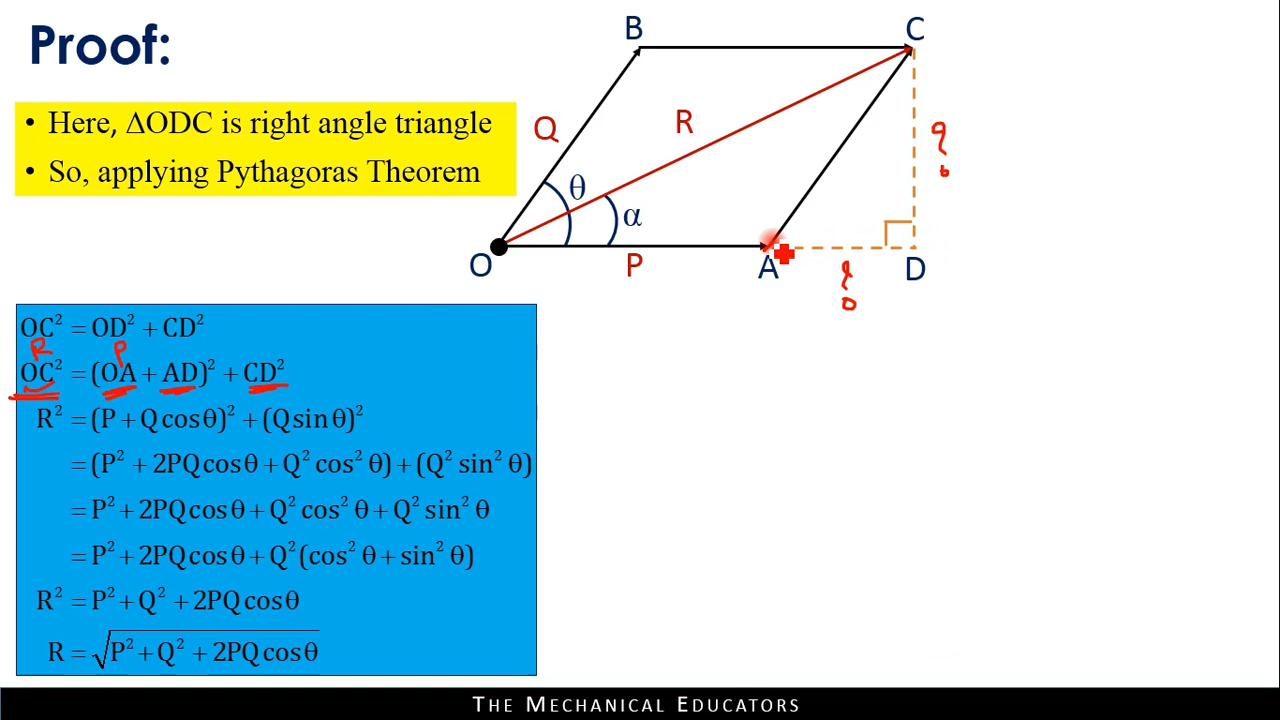 Proof:
• Here, ΔODC is right angle triangle
• So, applying Pythagoras Theorem
B
C
Q
R
θ
α
O
P
A
D
OC² = OD² + CD²
R P
OC² = (OA + AD)² + CD²
R² = (P + Q cos θ)² + (Q sin θ)²
= (P² + 2PQ cos θ + Q² cos² θ) + (Q² sin² θ)
= P² + 2PQ cos θ + Q² cos² θ + Q² sin² θ
= P² + 2PQ cos θ + Q² (cos² θ + sin² θ)
R² = P² + Q² + 2PQ cos θ
R = √(P² + Q² + 2PQ cos θ)
THE MECHANICAL EDUCATORS